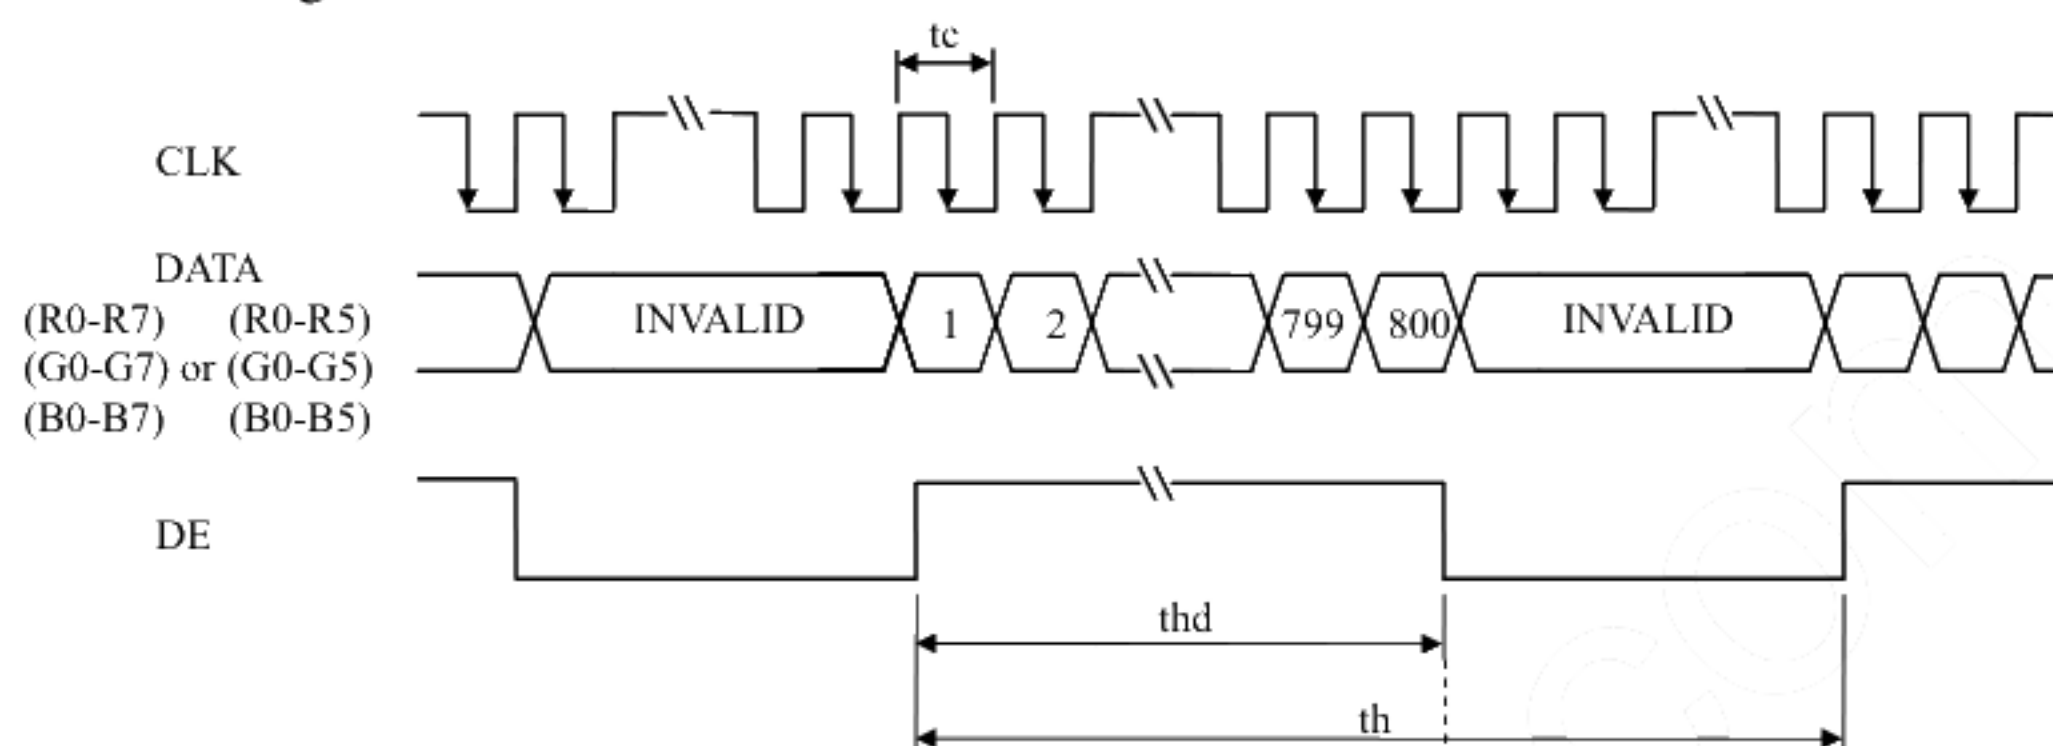 tc
CLK
DATA
(R0-R7) (R0-R5)
(G0-G7) or (G0-G5)
(B0-B7) (B0-B5)
INVALID 1 2 799 800 INVALID
DE
thd
th